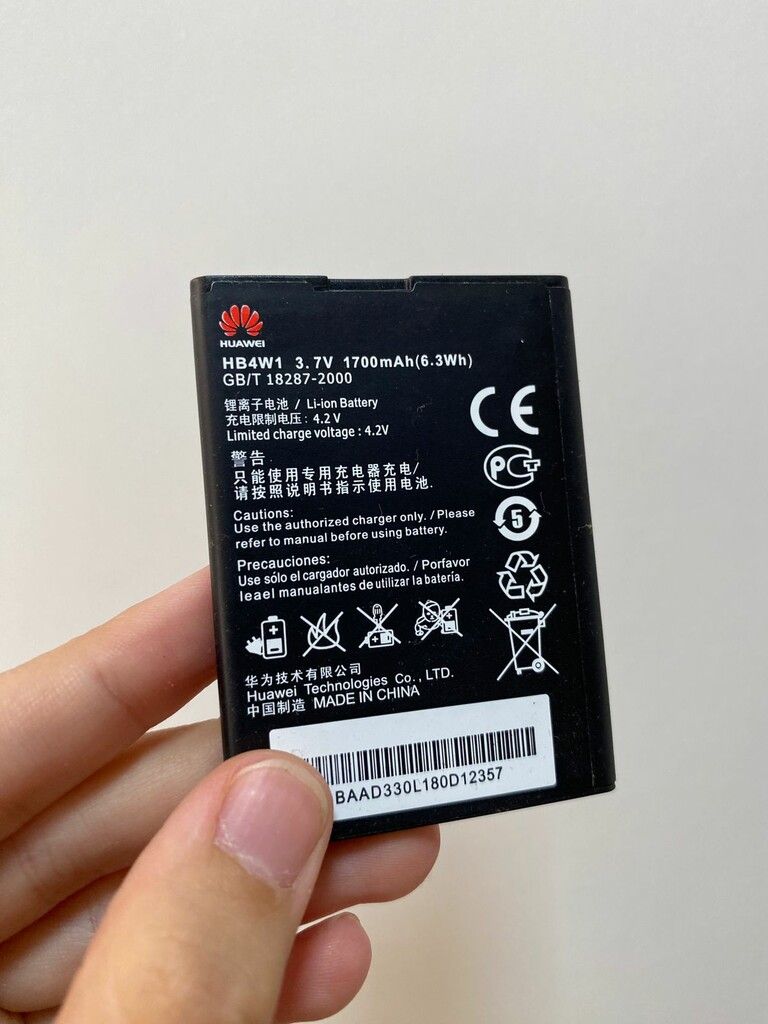 HUAWEI
HB4W1 3.7V 1700mAh(6.3Wh)
GB/T 18287-2000
锂离子电池 / Li-ion Battery
充电限制电压: 4.2V
Limited charge voltage : 4.2V
警告
只能使用专用充电器充电/
请按照说明书指示使用电池.
Cautions:
Use the authorized charger only. / Please
refer to manual before using battery.
Precauciones:
Use sólo el cargador autorizado. / Porfavor
leael manualantes de utilizar la batería.
CE
PCT
5
华为技术有限公司
Huawei Technologies Co., LTD.
中国制造 MADE IN CHINA
BAAD330L180D12357